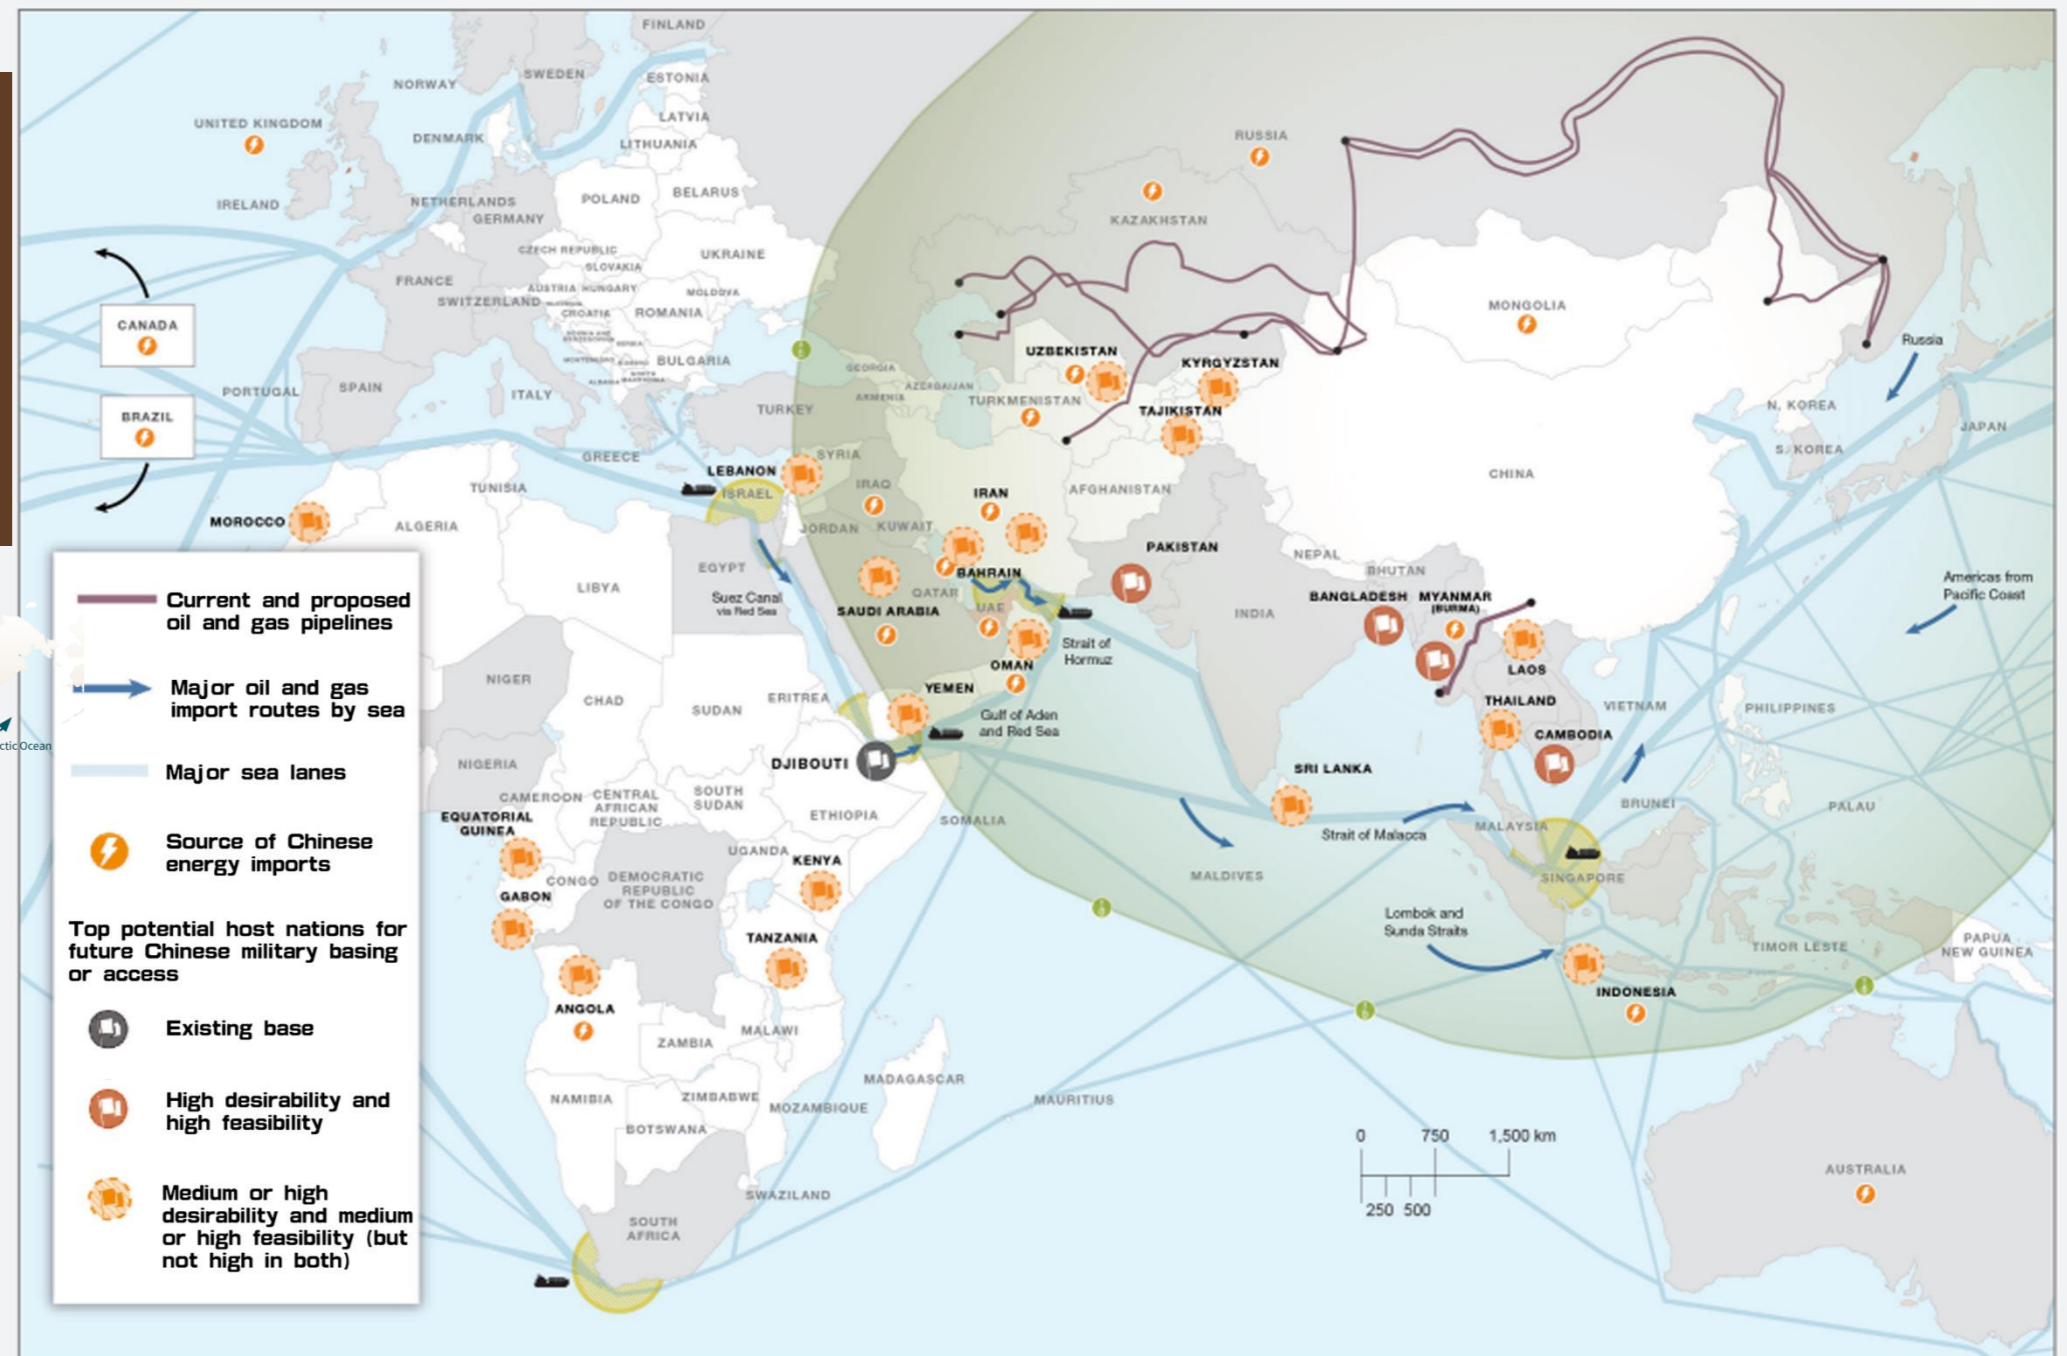 FINLAND
NORWAY
SWEDEN
ESTONIA
UNITED KINGDOM
DENMARK
LATVIA
LITHUANIA
RUSSIA
IRELAND
NETHERLANDS
GERMANY
POLAND
BELARUS
KAZAKHSTAN
CZECH REPUBLIC
SLOVAKIA
UKRAINE
FRANCE
AUSTRIA
HUNGARY
MOLDOVA
SWITZERLAND
CROATIA
ROMANIA
MONGOLIA
CANADA
BOSNIA AND
HERZEGOVINA
SERBIA
MONTENEGRO
ALBANIA
NORTH
MACEDONIA
BULGARIA
Russia
UZBEKISTAN
KYRGYZSTAN
GEORGIA
AZERBAIJAN
ARMENIA
TURKMENISTAN
PORTUGAL
SPAIN
ITALY
TURKEY
TAJIKISTAN
N. KOREA
BRAZIL
JAPAN
S. KOREA
GREECE
SYRIA
LEBANON
ISRAEL
IRAQ
IRAN
AFGHANISTAN
CHINA
TUNISIA
MOROCCO
ALGERIA
JORDAN
KUWAIT
PAKISTAN
NEPAL
BHUTAN
EGYPT
LIBYA
BAHRAIN
QATAR
Suez Canal
via Red Sea
SAUDI ARABIA
UAE
INDIA
BANGLADESH
MYANMAR
(BURMA)
Americas from
Pacific Coast
Strait of
Hormuz
OMAN
LAOS
NIGER
CHAD
SUDAN
ERITREA
YEMEN
Gulf of Aden
and Red Sea
THAILAND
VIETNAM
PHILIPPINES
CAMBODIA
NIGERIA
DJIBOUTI
SRI LANKA
CAMEROON
CENTRAL
AFRICAN
REPUBLIC
SOUTH
SUDAN
ETHIOPIA
SOMALIA
BRUNEI
PALAU
EQUATORIAL
GUINEA
Strait of Malacca
MALAYSIA
UGANDA
KENYA
MALDIVES
SINGAPORE
CONGO
DEMOCRATIC
REPUBLIC
OF THE CONGO
GABON
Lombok and
Sunda Straits
TANZANIA
TIMOR LESTE
PAPUA
NEW GUINEA
INDONESIA
ANGOLA
MALAWI
ZAMBIA
MADAGASCAR
NAMIBIA
ZIMBABWE
MOZAMBIQUE
MAURITIUS
BOTSWANA
0 750 1,500 km
250 500
AUSTRALIA
SWAZILAND
SOUTH
AFRICA
ctic Ocean
Current and proposed
oil and gas pipelines
Major oil and gas
import routes by sea
Major sea lanes
Source of Chinese
energy imports
Top potential host nations for
future Chinese military basing
or access
Existing base
High desirability and
high feasibility
Medium or high
desirability and medium
or high feasibility (but
not high in both)